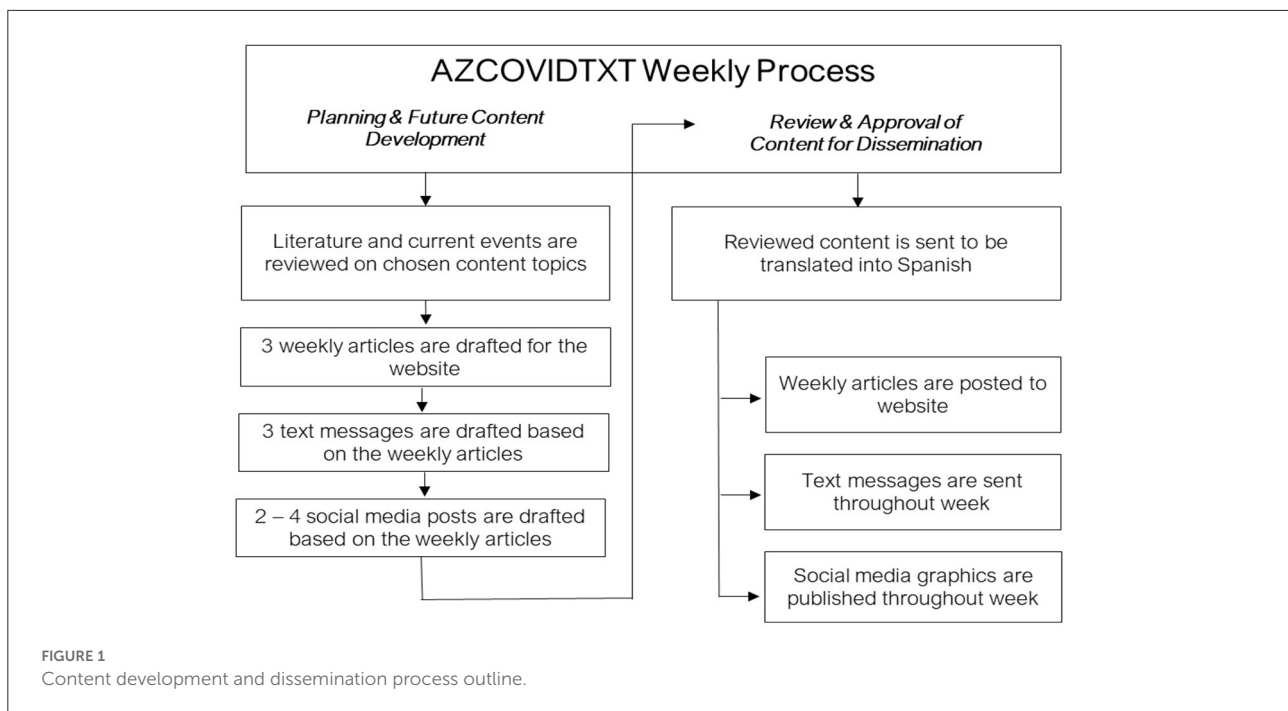 AZCOVIDTXT Weekly Process
Planning & Future Content
Development
Review & Approval of
Content for Dissemination
Literature and current events are
reviewed on chosen content topics
3 weekly articles are drafted for the
website
3 text messages are drafted based
on the weekly articles
2 – 4 social media posts are drafted
based on the weekly articles
Reviewed content is sent to be
translated into Spanish
Weekly articles are posted to
website
Text messages are sent
throughout week
Social media graphics are
published throughout week
FIGURE 1
Content development and dissemination process outline.